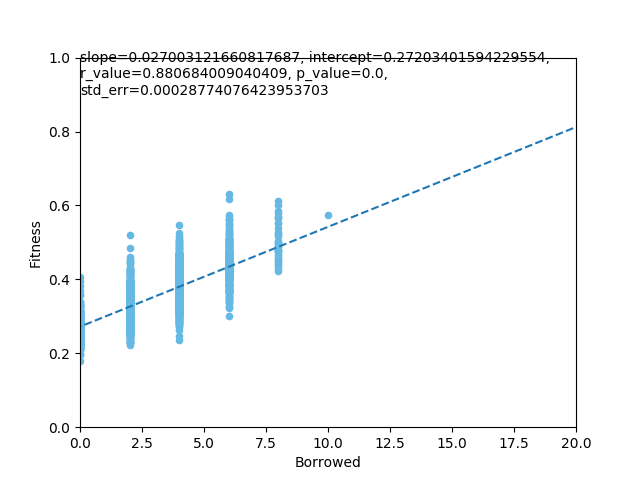 slope=0.027003121660817687, intercept=0.27203401594229554,
r_value=0.880684009040409, p_value=0.0,
std_err=0.00028774076423953703
1.0
0.8
0.6
0.4
0.2
0.0
Fitness
0.0 2.5 5.0 7.5 10.0 12.5 15.0 17.5 20.0
Borrowed